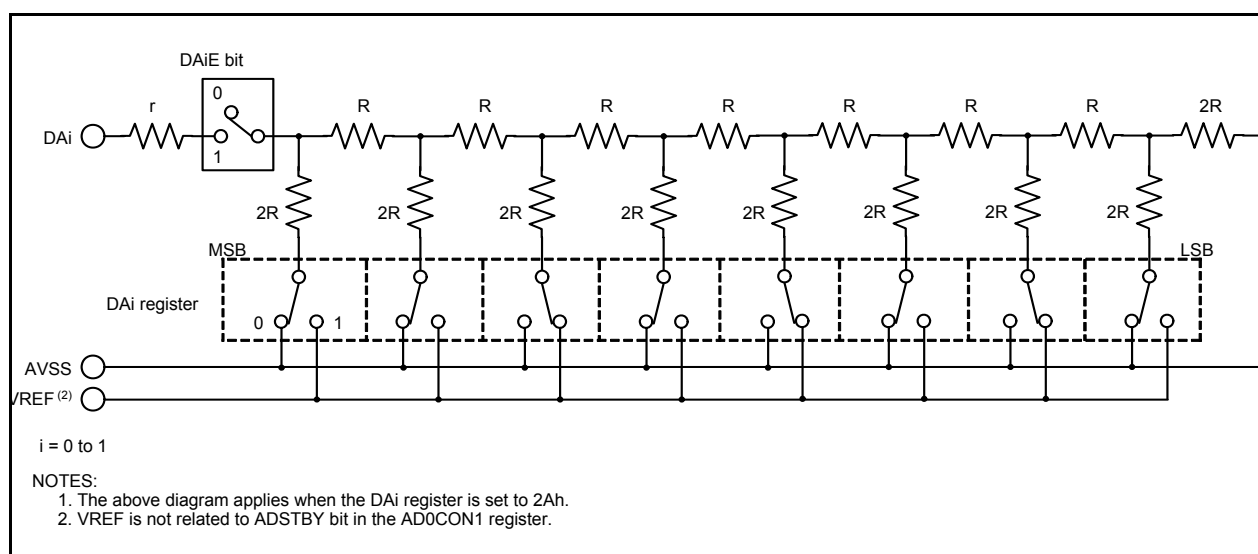 DAiE bit
0
1
r
R R R R R R R 2R
DAi
2R 2R 2R 2R 2R 2R 2R 2R
MSB
LSB
DAi register
0 1
AVSS
VREF (2)
i = 0 to 1
NOTES:
1. The above diagram applies when the DAi register is set to 2Ah.
2. VREF is not related to ADSTBY bit in the AD0CON1 register.